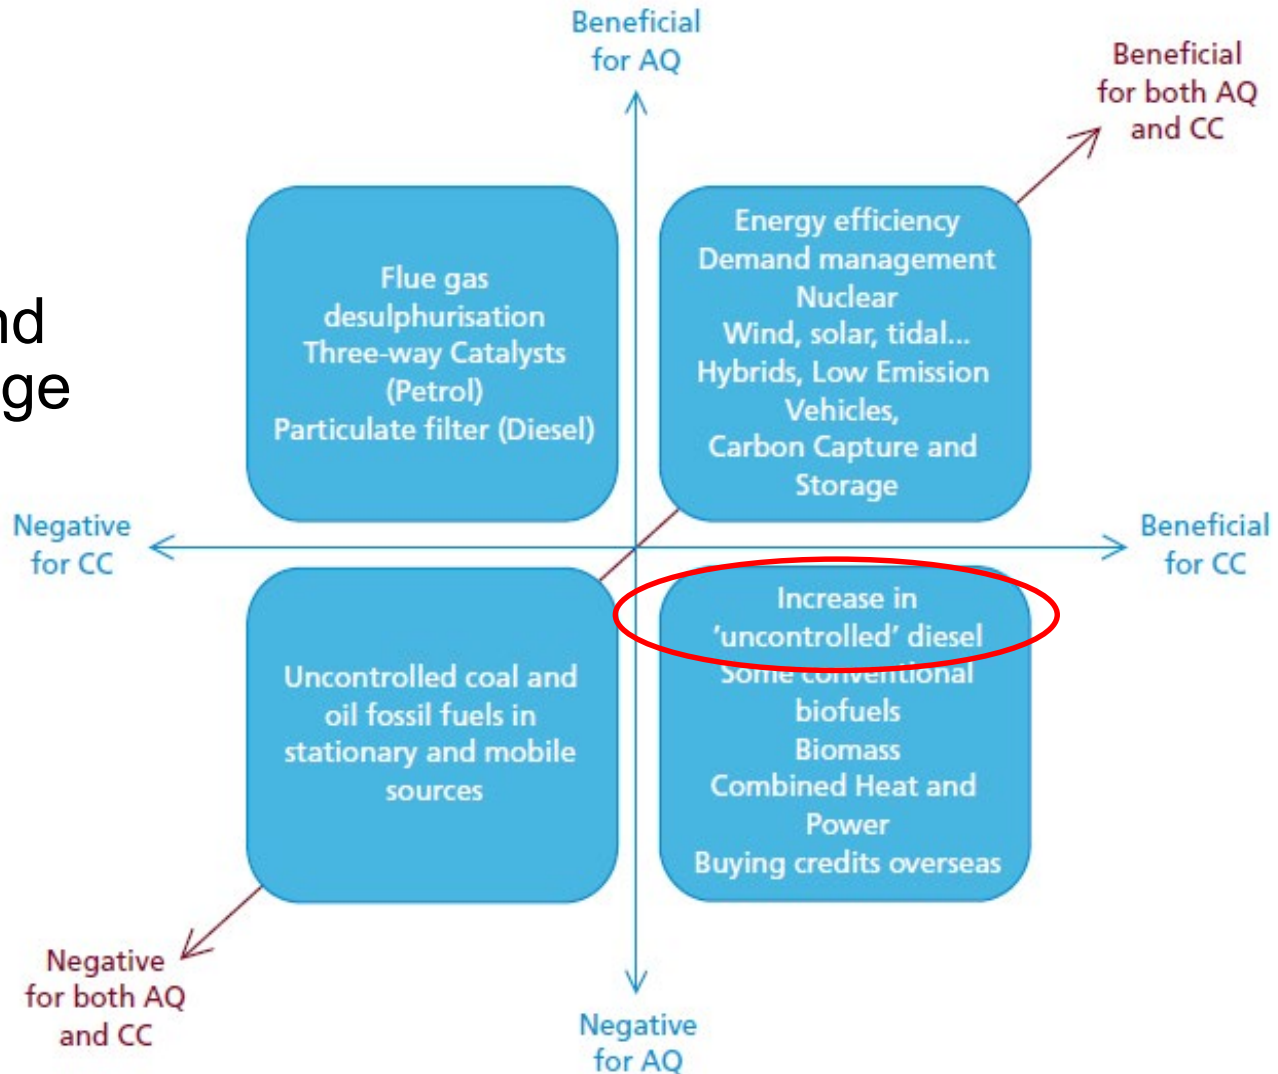 Beneficial
for AQ
Beneficial
for both AQ
and CC
nd
ge
Flue gas
desulphurisation
Three-way Catalysts
(Petrol)
Particulate filter (Diesel)
Energy efficiency
Demand management
Nuclear
Wind, solar, tidal...
Hybrids, Low Emission
Vehicles,
Carbon Capture and
Storage
Negative
for CC
Beneficial
for CC
Uncontrolled coal and
oil fossil fuels in
stationary and mobile
sources
Increase in
'uncontrolled' diesel
Some conventional
biofuels
Biomass
Combined Heat and
Power
Buying credits overseas
Negative
for both AQ
and CC
Negative
for AQ